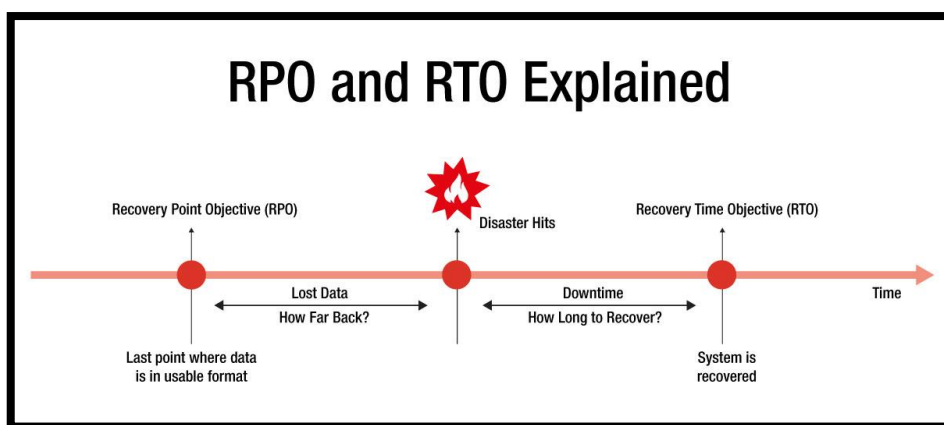 RPO and RTO Explained
Recovery Point Objective (RPO)
Disaster Hits
Recovery Time Objective (RTO)
Lost Data
How Far Back?
Downtime
How Long to Recover?
Time
Last point where data
is in usable format
System is
recovered